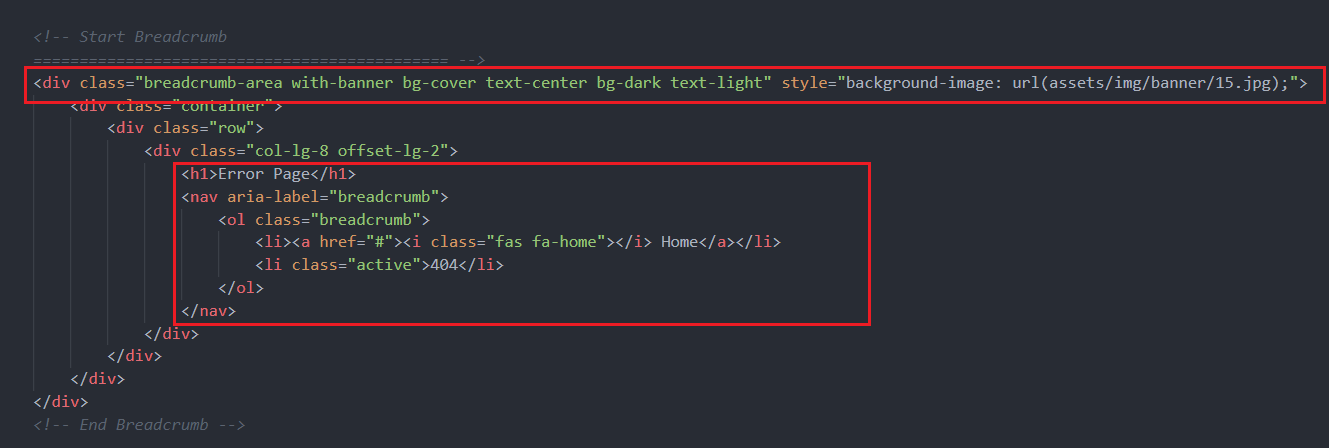 <!-- Start Breadcrumb
============================================= -->
<div class="breadcrumb-area with-banner bg-cover text-center bg-dark text-light" style="background-image: url(assets/img/banner/15.jpg);">
<div class="container">
<div class="row">
<div class="col-lg-8 offset-lg-2">
<h1>Error Page</h1>
<nav aria-label="breadcrumb">
<ol class="breadcrumb">
<li><a href="#"><i class="fas fa-home"></i> Home</a></li>
<li class="active">404</li>
</ol>
</nav>
</div>
</div>
</div>
</div>
<!-- End Breadcrumb -->